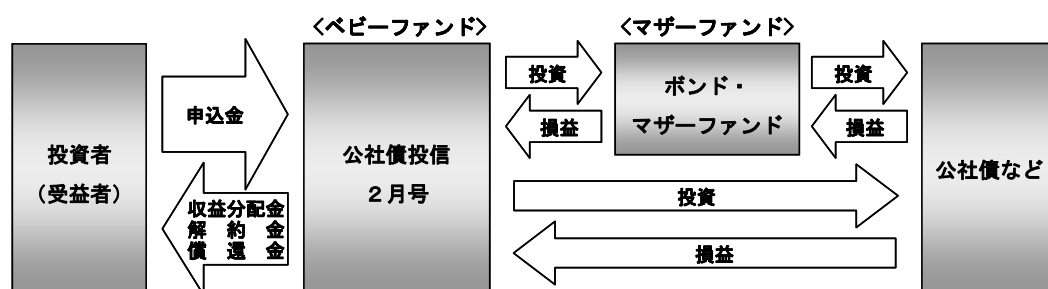 <ベビーファンド>
<マザーファンド>
投資者
(受益者)
申込金
収益分配金
解約金
償還金
公社債投信
2月号
投資
損益
ボンド・
マザーファンド
投資
損益
投資
損益
公社債など